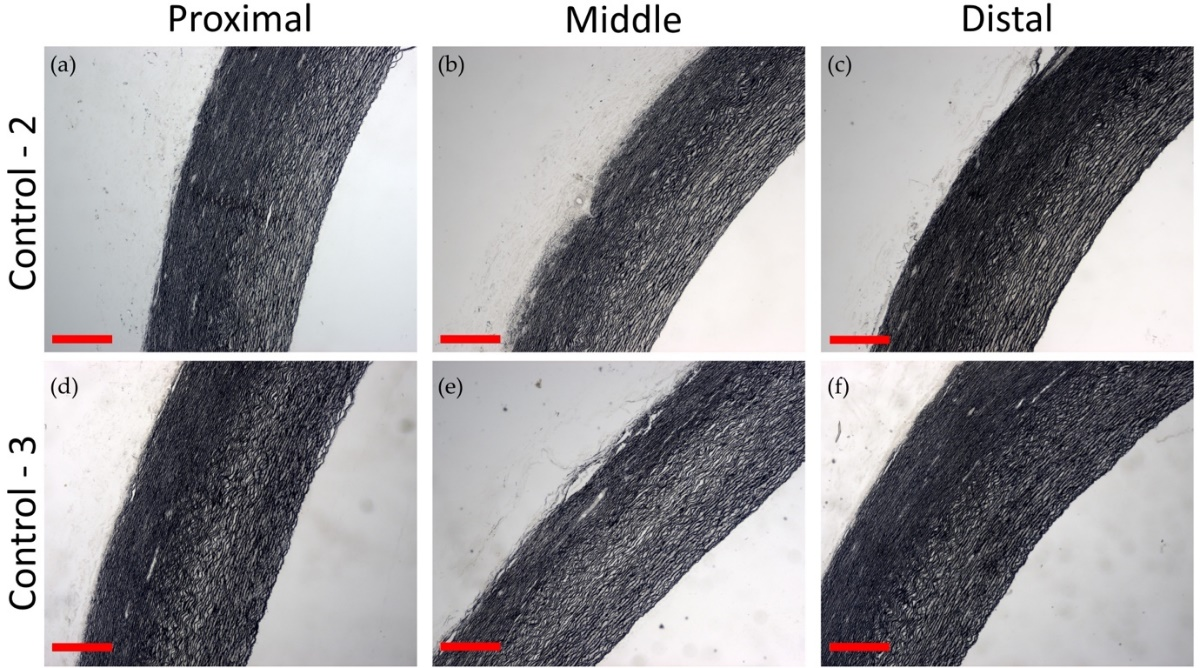 Proximal
Middle
Distal
Control - 2
(a)
(b)
(c)
Control - 3
(d)
(e)
(f)